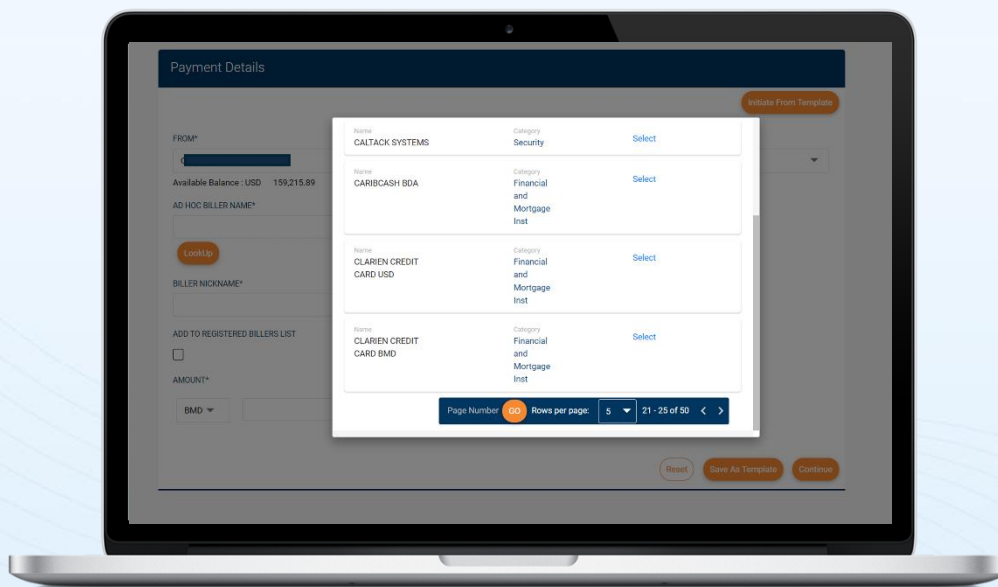 Payment Details
Initiate From Template
FROM*
Available Balance : USD 159,215.89
AD HOC BILLER NAME*
LookUp
BILLER NICKNAME*
ADD TO REGISTERED BILLERS LIST
AMOUNT*
BMD
Name
CALTACK SYSTEMS
Category
Security
Select
Name
CARIBCASH BDA
Category
Financial
and
Mortgage
Inst
Select
Name
CLARIEN CREDIT
CARD USD
Category
Financial
and
Mortgage
Inst
Select
Name
CLARIEN CREDIT
CARD BMD
Category
Financial
and
Mortgage
Inst
Select
Page Number GO Rows per page: 5 21 - 25 of 50
Reset Save As Template Continue